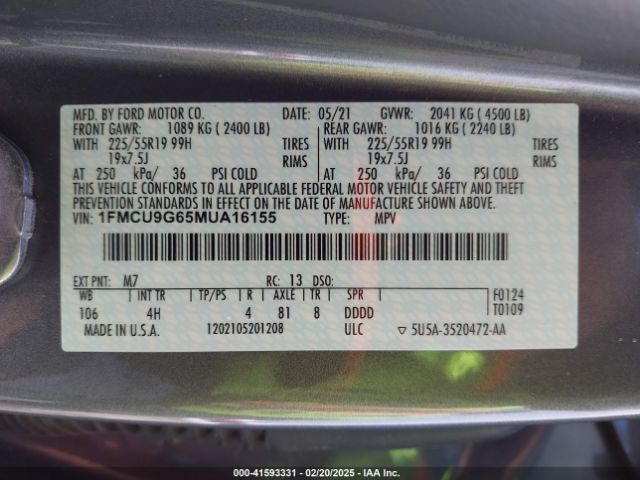 MFD. BY FORD MOTOR CO. DATE: 05/21 GVWR: 2041 KG ( 4500 LB)
FRONT GAWR: 1089 KG ( 2400 LB) REAR GAWR: 1016 KG ( 2240 LB)
WITH 225/55R19 99H TIRES WITH 225/55R19 99H TIRES
19x7.5J RIMS 19x7.5J RIMS
AT 250 kPa/ 36 PSI COLD AT 250 kPa/ 36 PSI COLD
THIS VEHICLE CONFORMS TO ALL APPLICABLE FEDERAL MOTOR VEHICLE SAFETY AND THEFT
PREVENTION STANDARDS IN EFFECT ON THE DATE OF MANUFACTURE SHOWN ABOVE.
VIN: 1FMCU9G65MUA16155 TYPE: MPV
EXT PNT: M7 RC: 13 DSO:
WB INT TR TP/PS R AXLE TR SPR F0124
106 4H 4 81 8 DDDD T0109
MADE IN U.S.A. 1202105201208 ULC ▽ 5U5A-3520472-AA
000-41593331 | 02/20/2025 | IAA Inc.